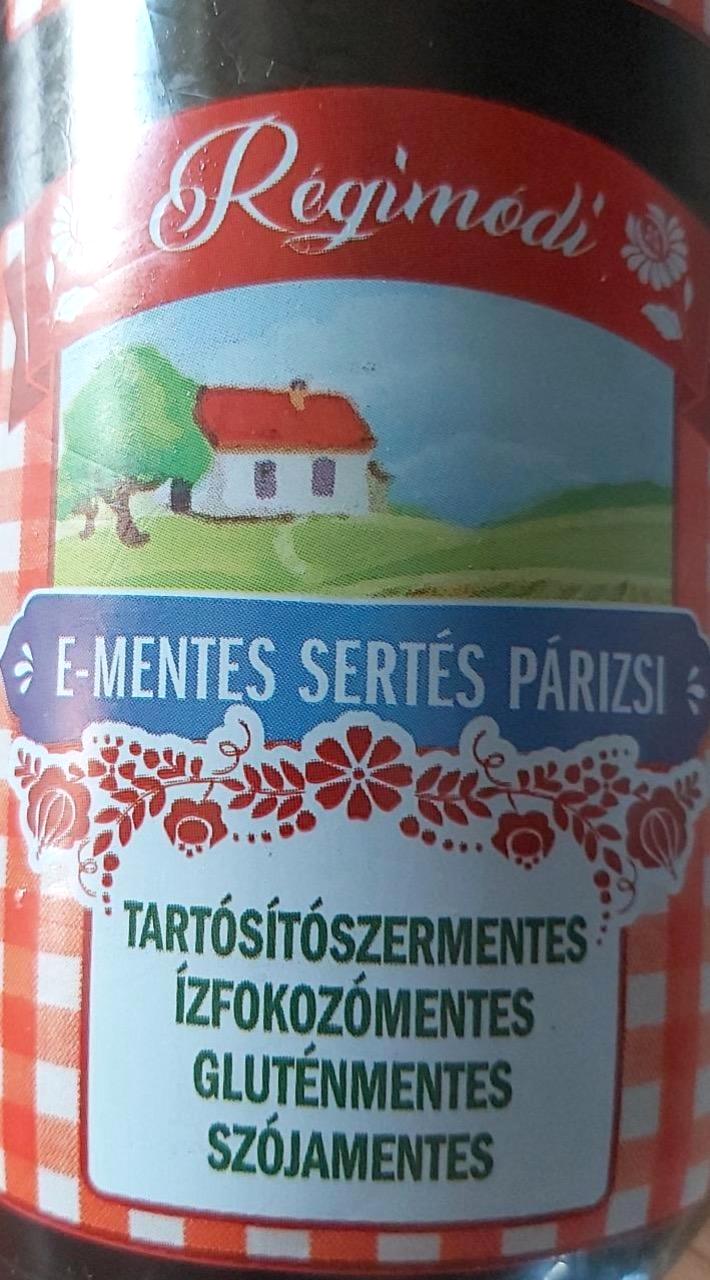 Régimódi
E-MENTES SERTÉS PÁRIZSI
TARTÓSÍTÓSZERMENTES
ÍZFOKOZÓMENTES
GLUTÉNMENTES
SZÓJAMENTES